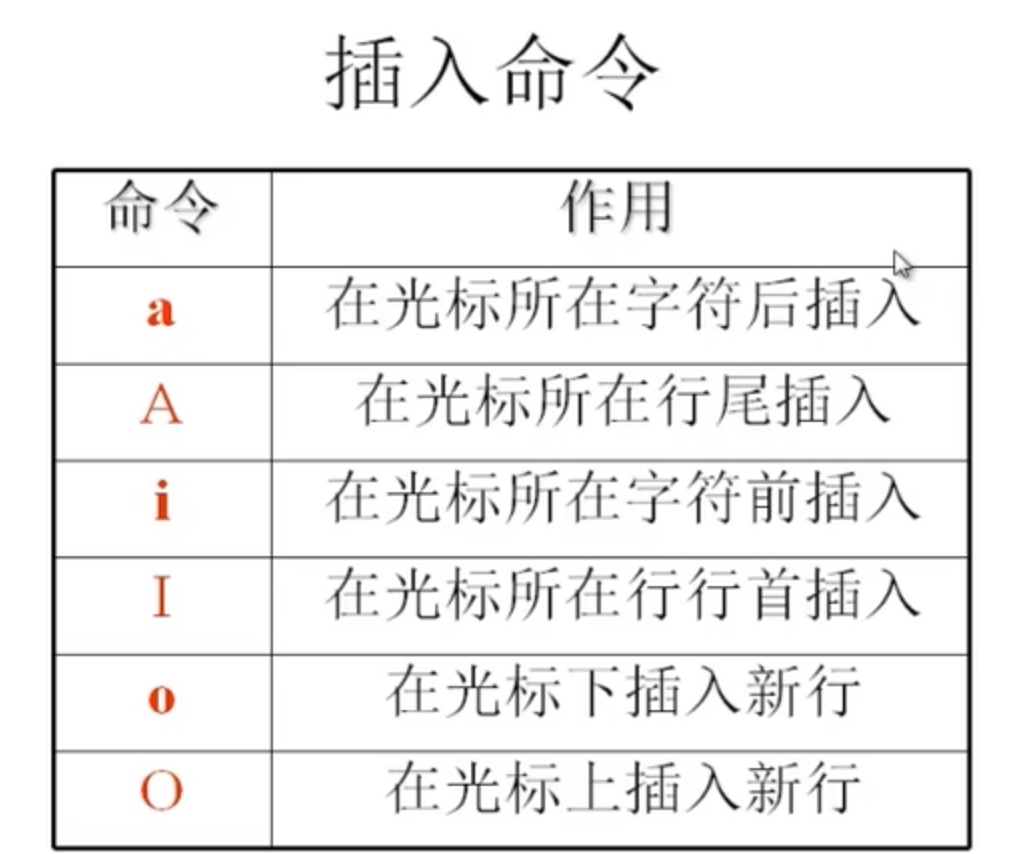 插入命令
命令 作用
a 在光标所在字符后插入
A 在光标所在行尾插入
i 在光标所在字符前插入
I 在光标所在行行首插入
o 在光标下插入新行
O 在光标上插入新行